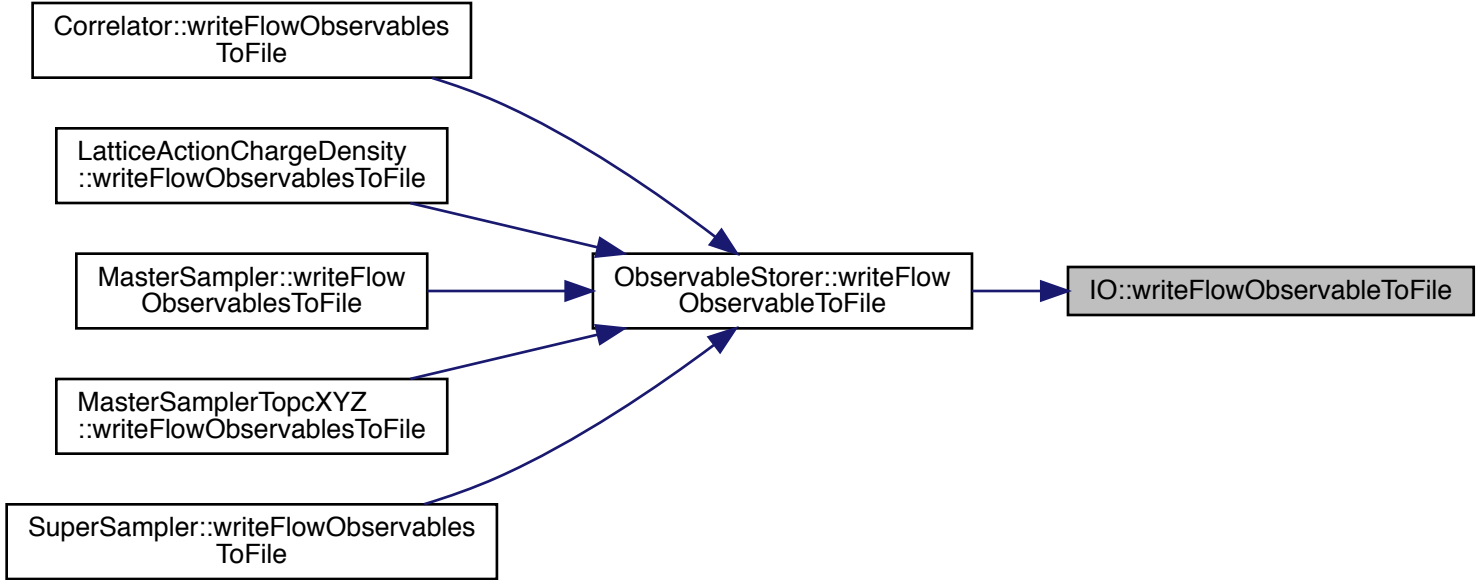 Correlator::writeFlowObservables
ToFile
LatticeActionChargeDensity
::writeFlowObservablesToFile
MasterSampler::writeFlow
ObservablesToFile
MasterSamplerTopcXYZ
::writeFlowObservablesToFile
SuperSampler::writeFlowObservables
ToFile
ObservableStorer::writeFlow
ObservableToFile
IO::writeFlowObservableToFile